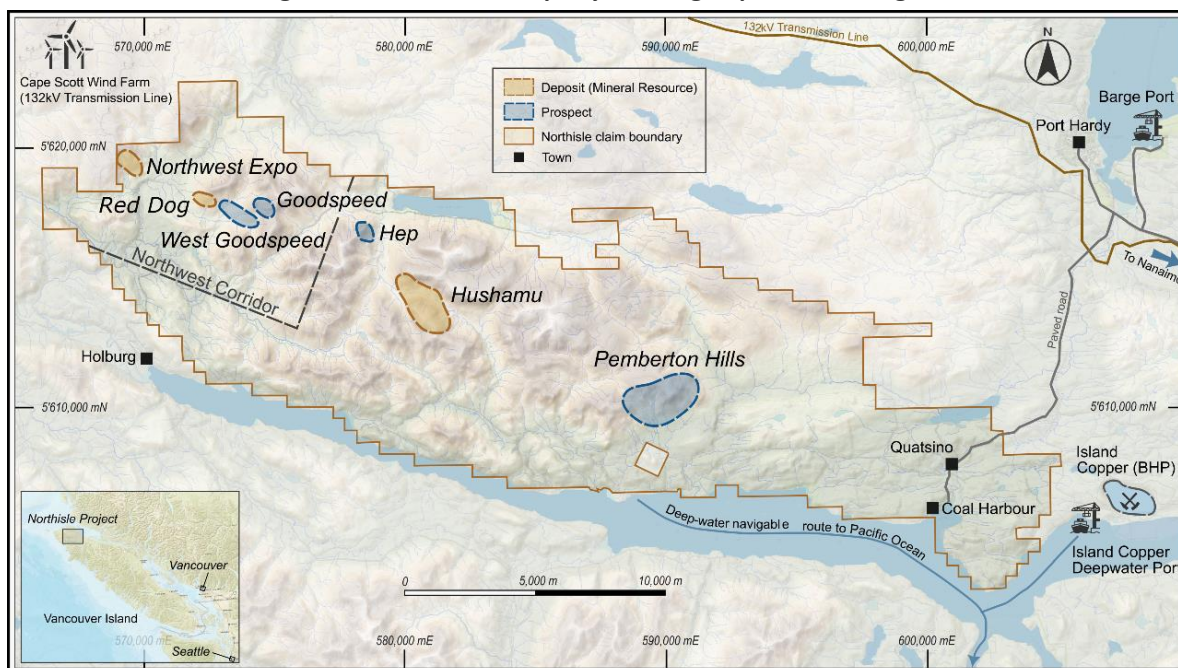 570,000 mE
580,000 mE
590,000 mE
600,000 mE
132kV Transmission Line
N
Cape Scott Wind Farm
(132kV Transmission Line)
Deposit (Mineral Resource)
Prospect
Northisle claim boundary
Town
Barge Port
Port Hardy
5'620,000 mN
Northwest Expo
Red Dog
Goodspeed
West Goodspeed
Hep
Northwest Corridor
Hushamu
To Nanaimo
Paved road
Holburg
Pemberton Hills
5'610,000 mN
5'610,000 mN
Quatsino
Island
Copper (BHP)
Coal Harbour
Deep-water navigable route to Pacific Ocean
Island Copper
Deepwater Port
Northisle Project
Vancouver
Vancouver Island
Seattle
0
5,000 m
10,000 m
570,000 mE
580,000 mE
590,000 mE
600,000 mE